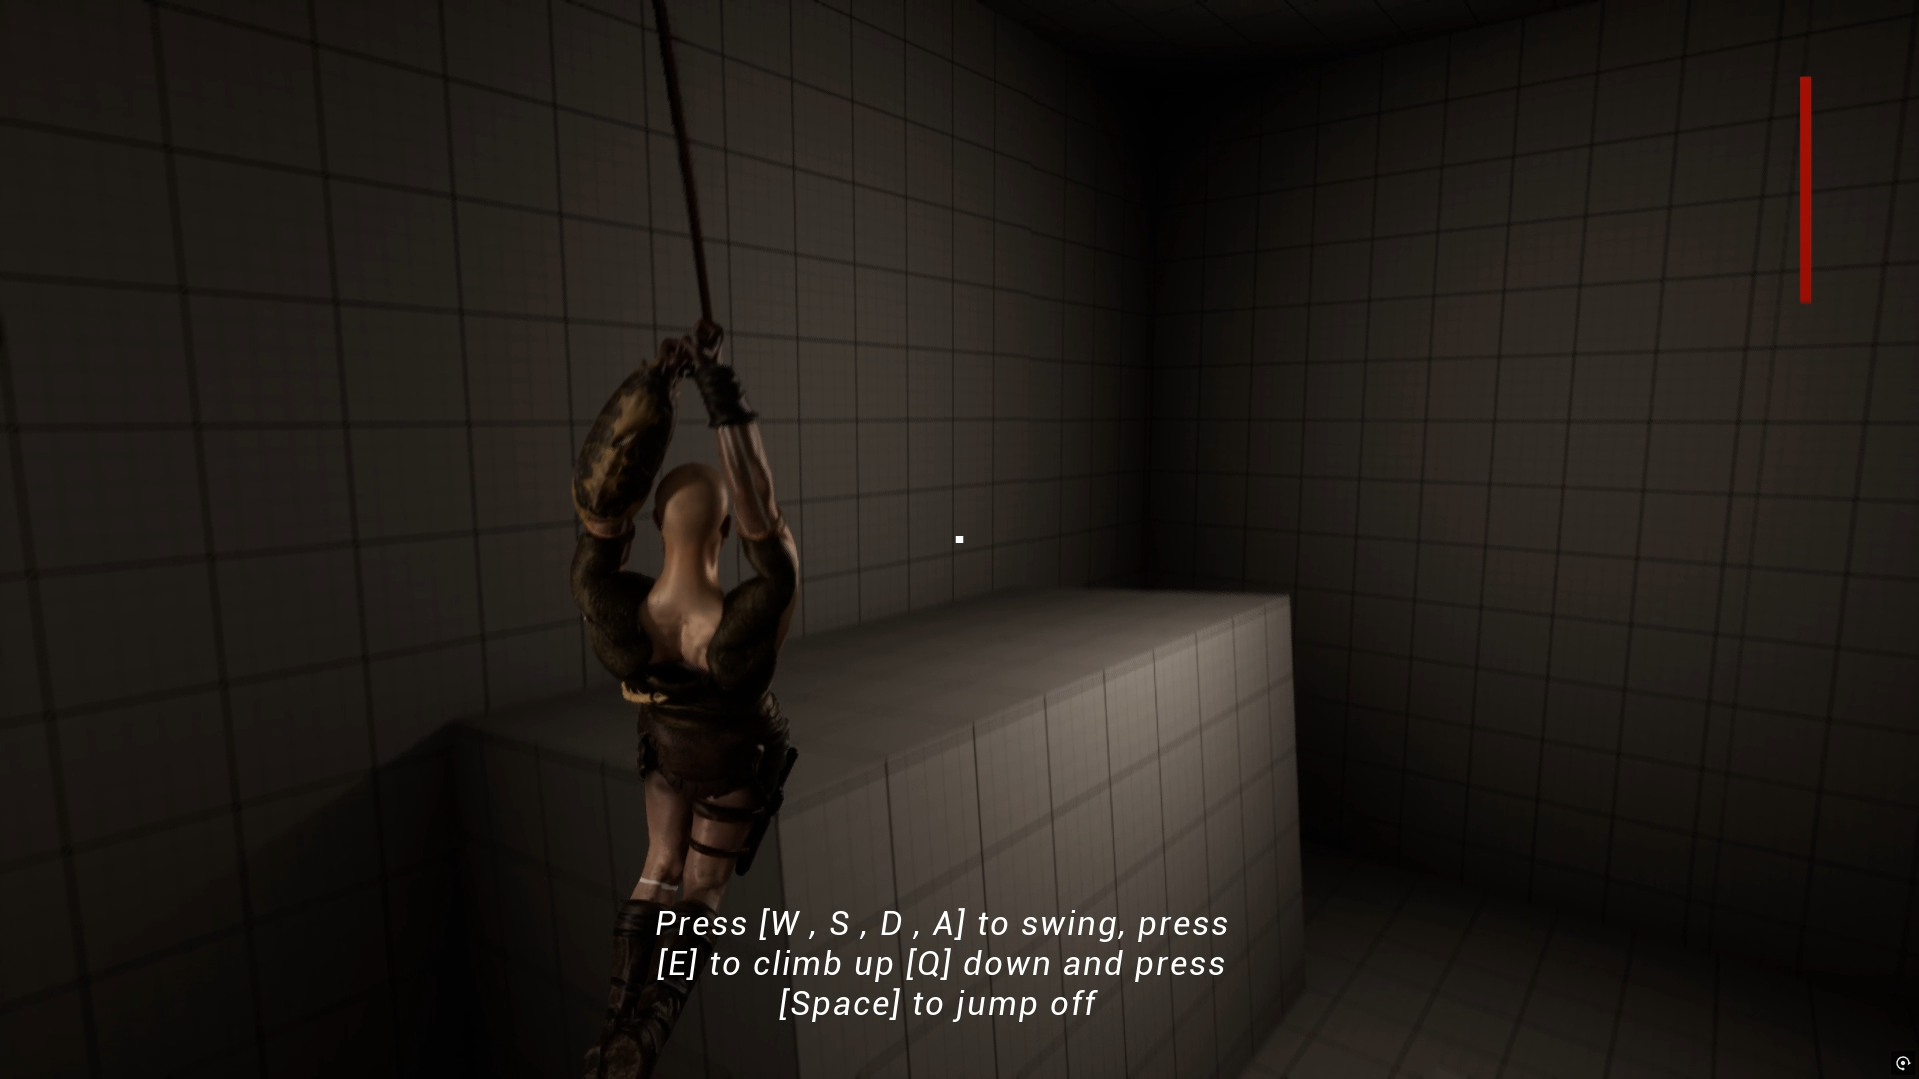 Press [W , S , D , A] to swing, press
[E] to climb up [Q] down and press
[Space] to jump off